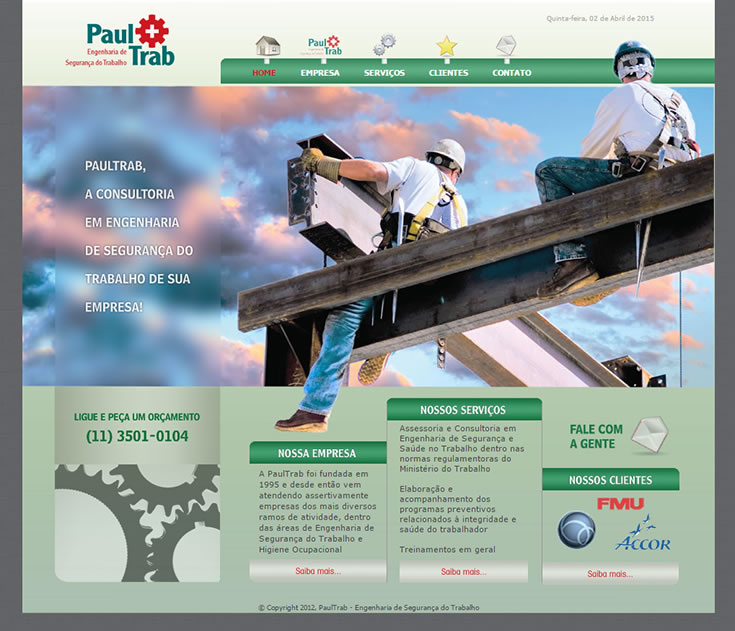 Quinta-feira, 02 de Abril de 2015
Paul Trab
Engenharia de
Segurança do Trabalho
HOME
EMPRESA
SERVIÇOS
CLIENTES
CONTATO
PAULTRAB,
A CONSULTORIA
EM ENGENHARIA
DE SEGURANÇA DO
TRABALHO DE SUA
EMPRESA!
LIGUE E PEÇA UM ORÇAMENTO
(11) 3501-0104
NOSSA EMPRESA
A PaulTrab foi fundada em
1995 e desde então vem
atendendo assertivamente
empresas dos mais diversos
ramos de atividade, dentro
das áreas de Engenharia de
Segurança do Trabalho e
Higiene Ocupacional
Saiba mais...
NOSSOS SERVIÇOS
Assessoria e Consultoria em
Engenharia de Segurança e
Saúde no Trabalho dentro nas
normas regulamentoras do
Ministério do Trabalho
Elaboração e
acompanhamento dos
programas preventivos
relacionados à integridade e
saúde do trabalhador
Treinamentos em geral
Saiba mais...
FALE COM
A GENTE
NOSSOS CLIENTES
FMU
ACCOR
Saiba mais...
© Copyright 2012, PaulTrab - Engenharia de Segurança do Trabalho